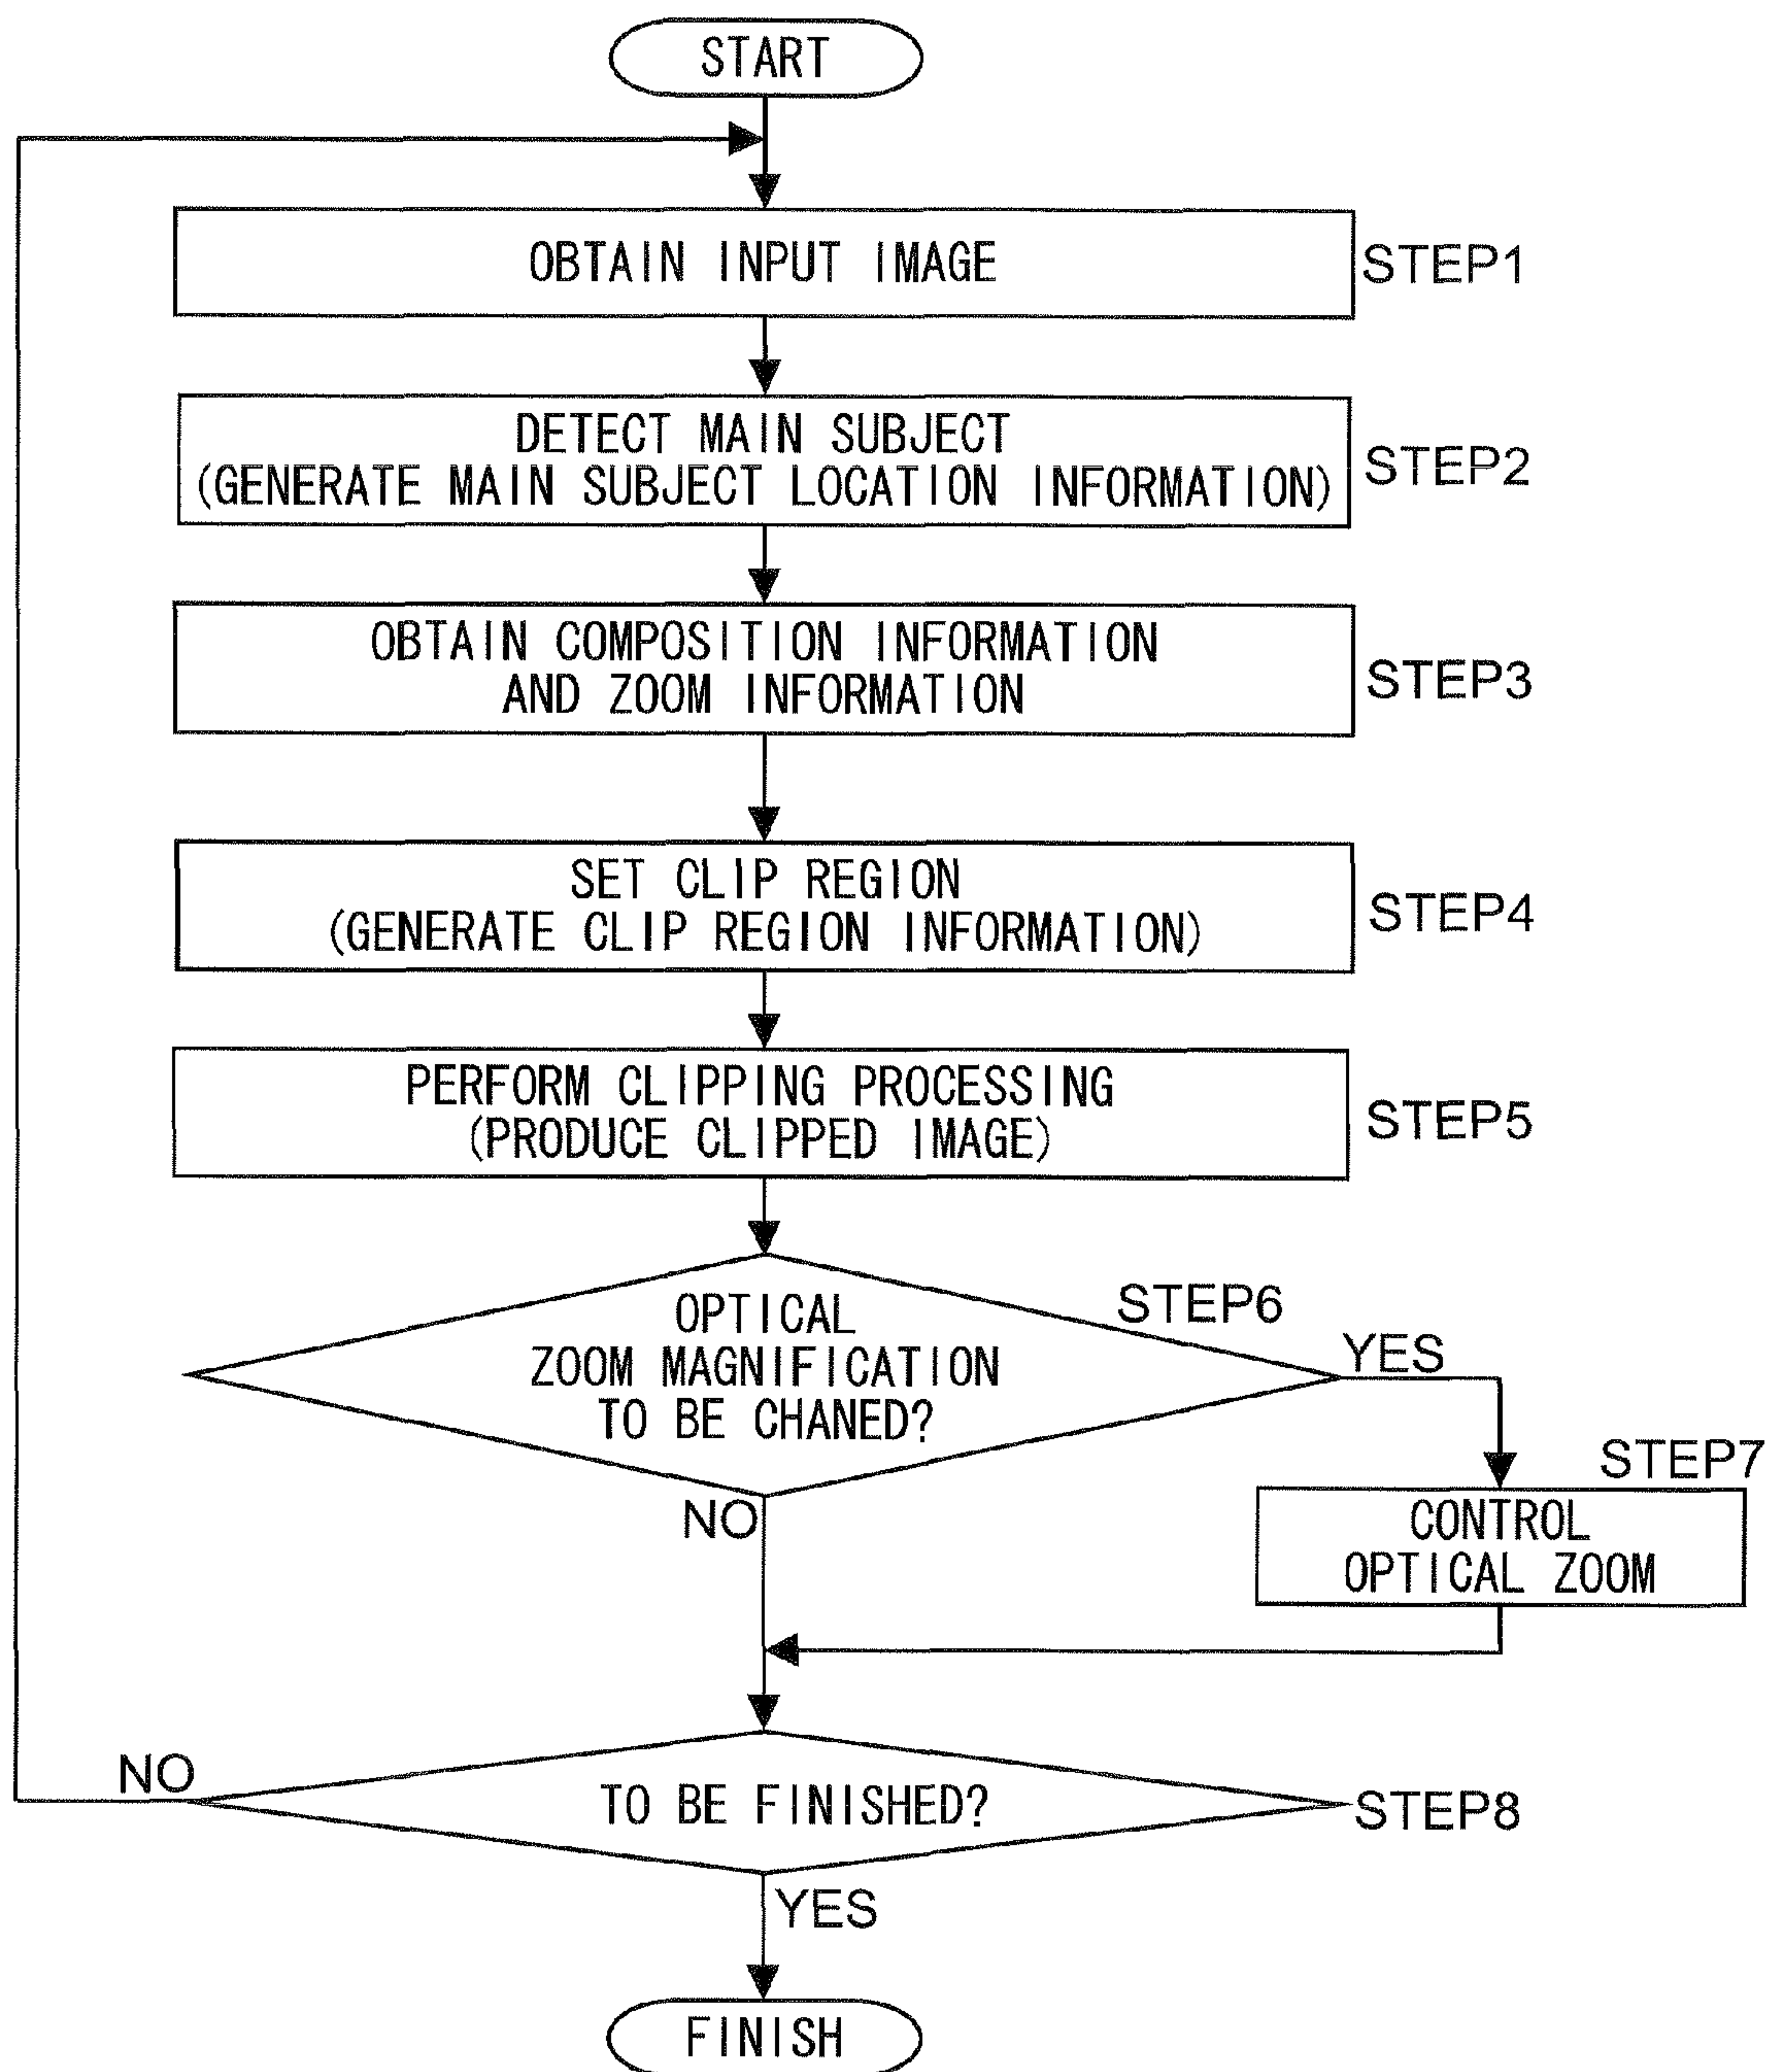 START
OBTAIN INPUT IMAGE
STEP1
DETECT MAIN SUBJECT
(GENERATE MAIN SUBJECT LOCATION INFORMATION)
STEP2
OBTAIN COMPOSITION INFORMATION
AND ZOOM INFORMATION
STEP3
SET CLIP REGION
(GENERATE CLIP REGION INFORMATION)
STEP4
PERFORM CLIPPING PROCESSING
(PRODUCE CLIPPED IMAGE)
STEP5
OPTICAL
ZOOM MAGNIFICATION
TO BE CHANED?
STEP6
YES
NO
STEP7
CONTROL
OPTICAL ZOOM
NO
TO BE FINISHED?
STEP8
YES
FINISH